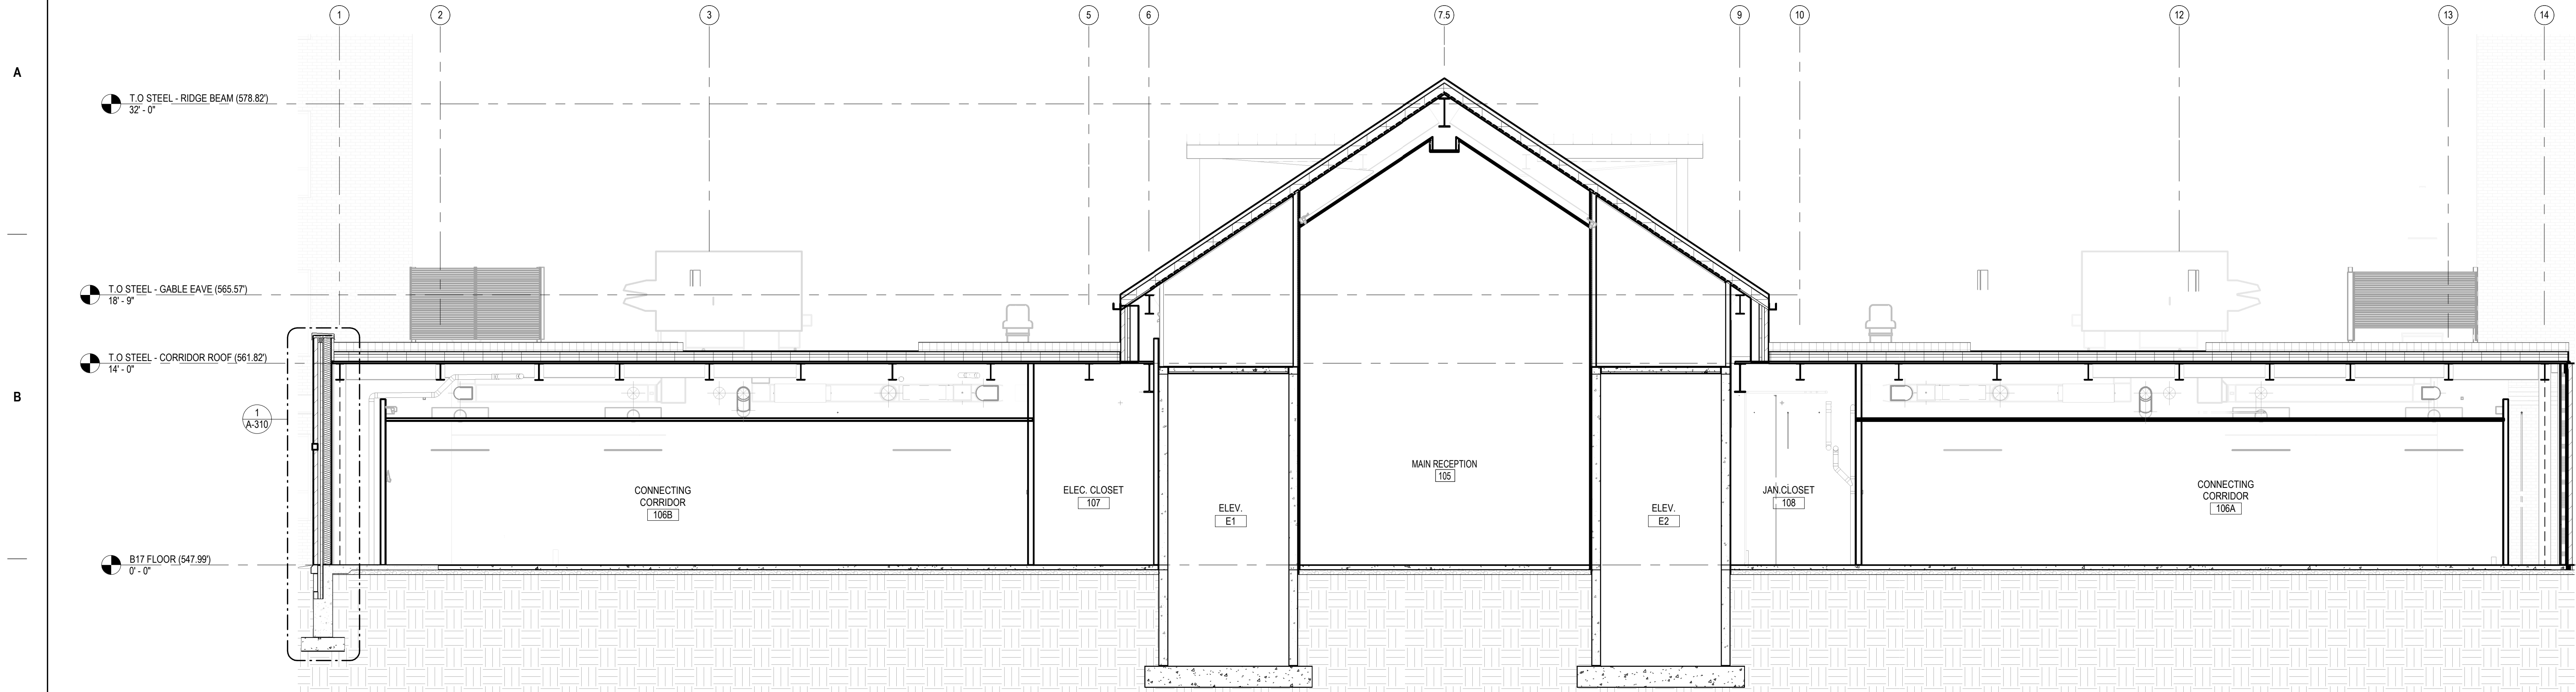 1 2 3 5 6 7.5 9 10 12 13 14
A
T.O STEEL - RIDGE BEAM (578.82')
32' - 0"
T.O STEEL - GABLE EAVE (565.57')
18' - 9"
T.O STEEL - CORRIDOR ROOF (561.82')
14' - 0"
B
1
A-310
CONNECTING
CORRIDOR
106B
ELEC. CLOSET
107
ELEV.
E1
MAIN RECEPTION
105
ELEV.
E2
JAN.CLOSET
108
CONNECTING
CORRIDOR
106A
B17 FLOOR (547.99')
0' - 0"